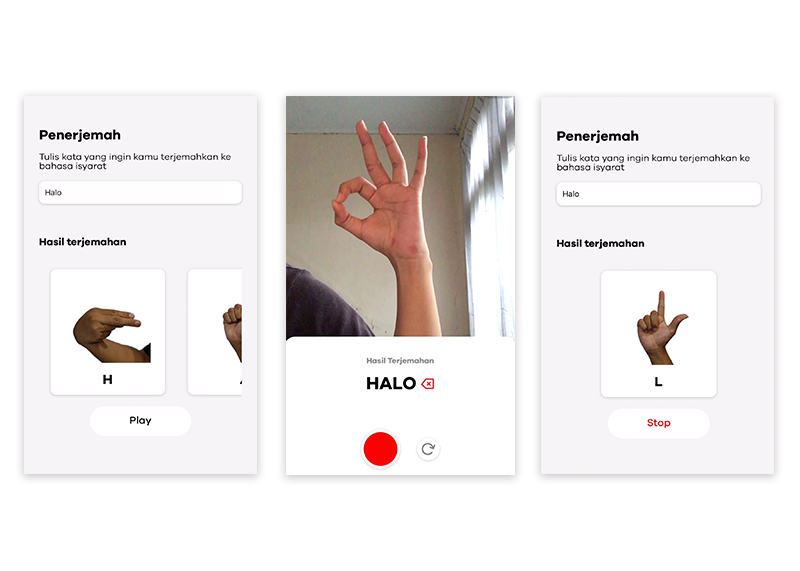 Penerjemah
Tulis kata yang ingin kamu terjemahkan ke
bahasa isyarat
Halo
Hasil terjemahan
H
Play
Hasil Terjemahan
HALO
Penerjemah
Tulis kata yang ingin kamu terjemahkan ke
bahasa isyarat
Halo
Hasil terjemahan
L
Stop